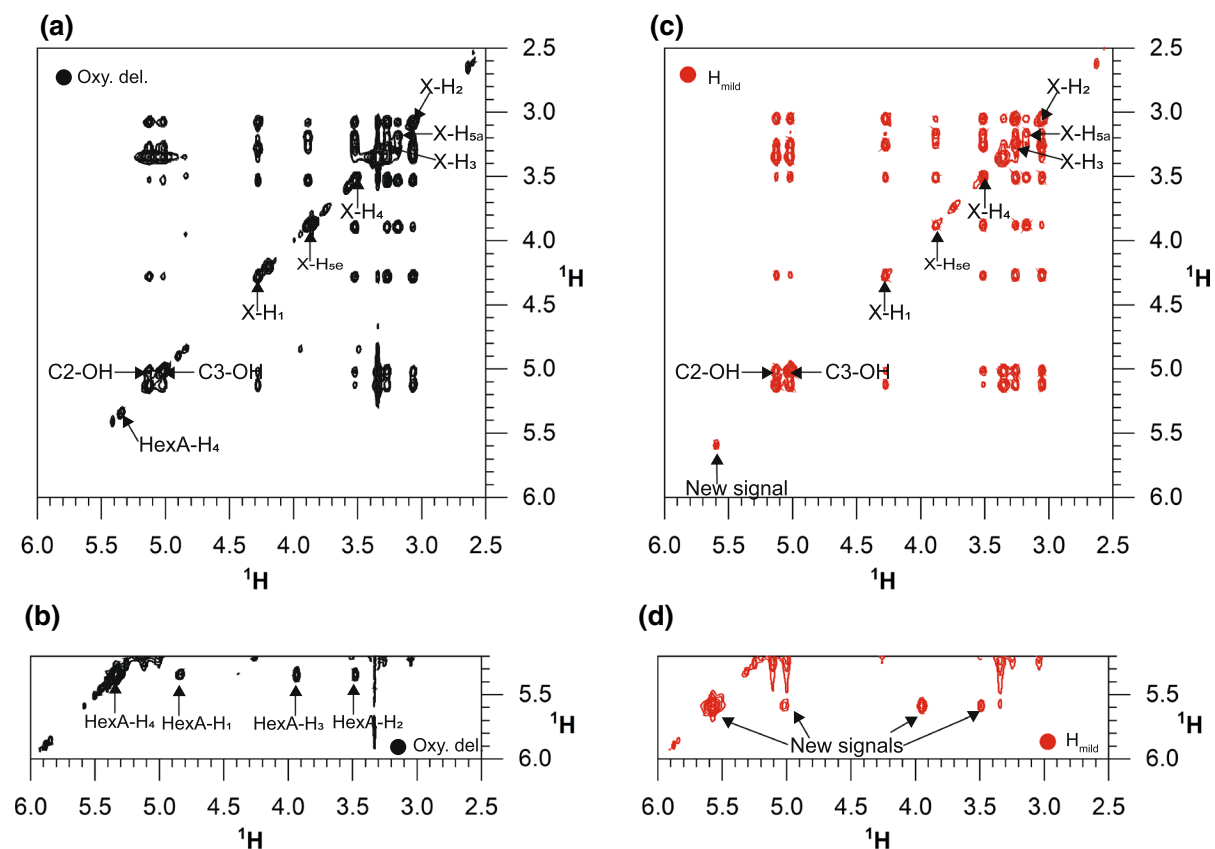 (a)
Oxy. del.
X-H₂
X-H₅ₐ
X-H₃
X-H₄
X-H₅ₑ
X-H₁
C2-OH
C3-OH
HexA-H₄
2.5
3.0
3.5
4.0
¹H
4.5
5.0
5.5
6.0
6.0 5.5 5.0 4.5 4.0 3.5 3.0 2.5
¹H
(c)
H mild
X-H₂
X-H₅ₐ
X-H₃
X-H₄
X-H₅ₑ
X-H₁
C2-OH
C3-OH
New signal
2.5
3.0
3.5
4.0
¹H
4.5
5.0
5.5
6.0
6.0 5.5 5.0 4.5 4.0 3.5 3.0 2.5
¹H
(b)
HexA-H₄ HexA-H₁ HexA-H₃ HexA-H₂
Oxy. del.
5.5
¹H
6.0
6.0 5.5 5.0 4.5 4.0 3.5 3.0 2.5
¹H
(d)
New signals
H mild
5.5
¹H
6.0
6.0 5.5 5.0 4.5 4.0 3.5 3.0 2.5
¹H